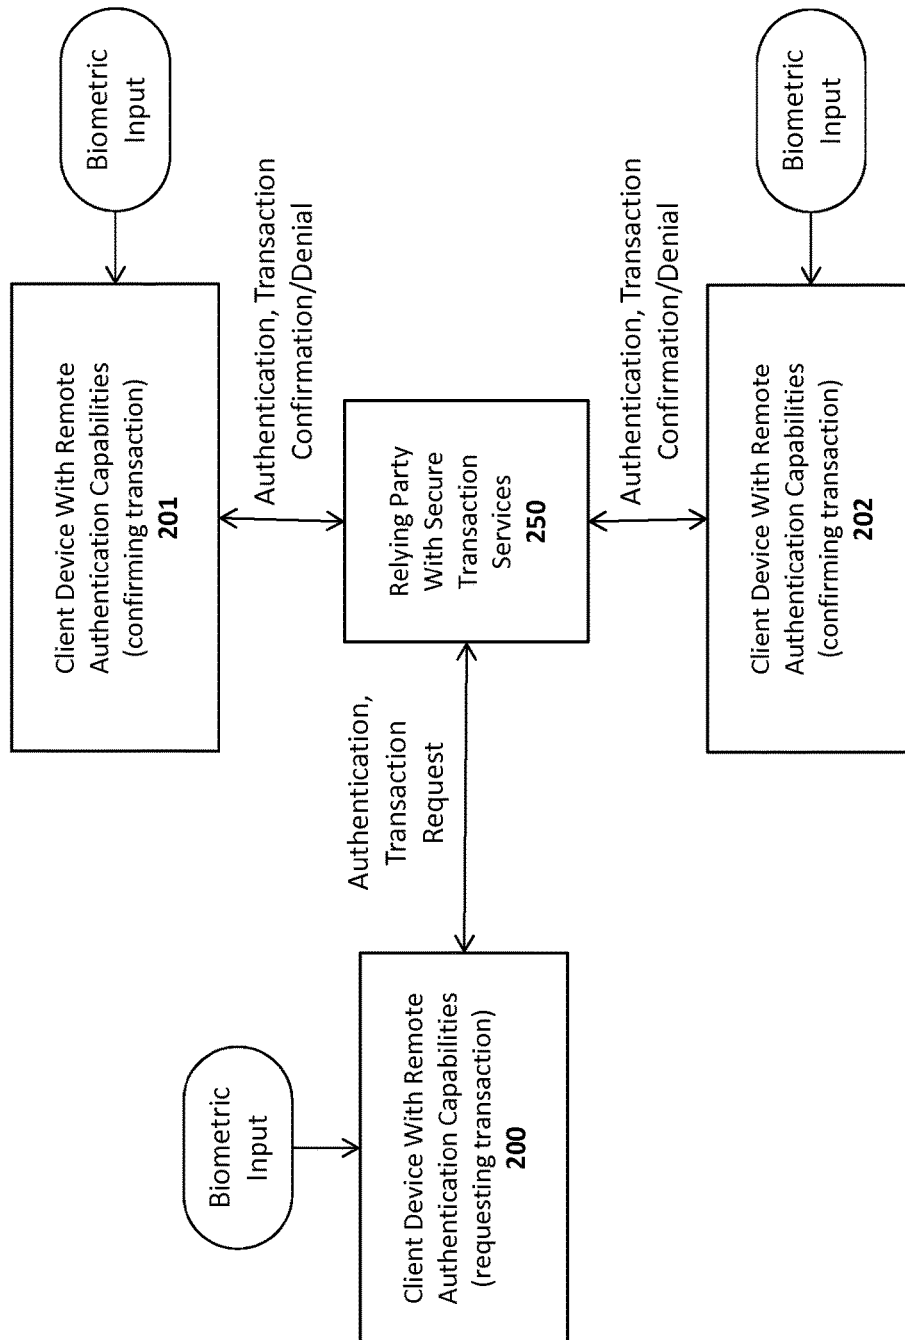 Biometric
Input
Client Device With Remote
Authentication Capabilities
(requesting transaction)
200
Authentication,
Transaction
Request
Client Device With Remote
Authentication Capabilities
(confirming transaction)
201
Biometric
Input
Authentication, Transaction
Confirmation/Denial
Relying Party
With Secure
Transaction
Services
250
Authentication, Transaction
Confirmation/Denial
Client Device With Remote
Authentication Capabilities
(confirming transaction)
202
Biometric
Input